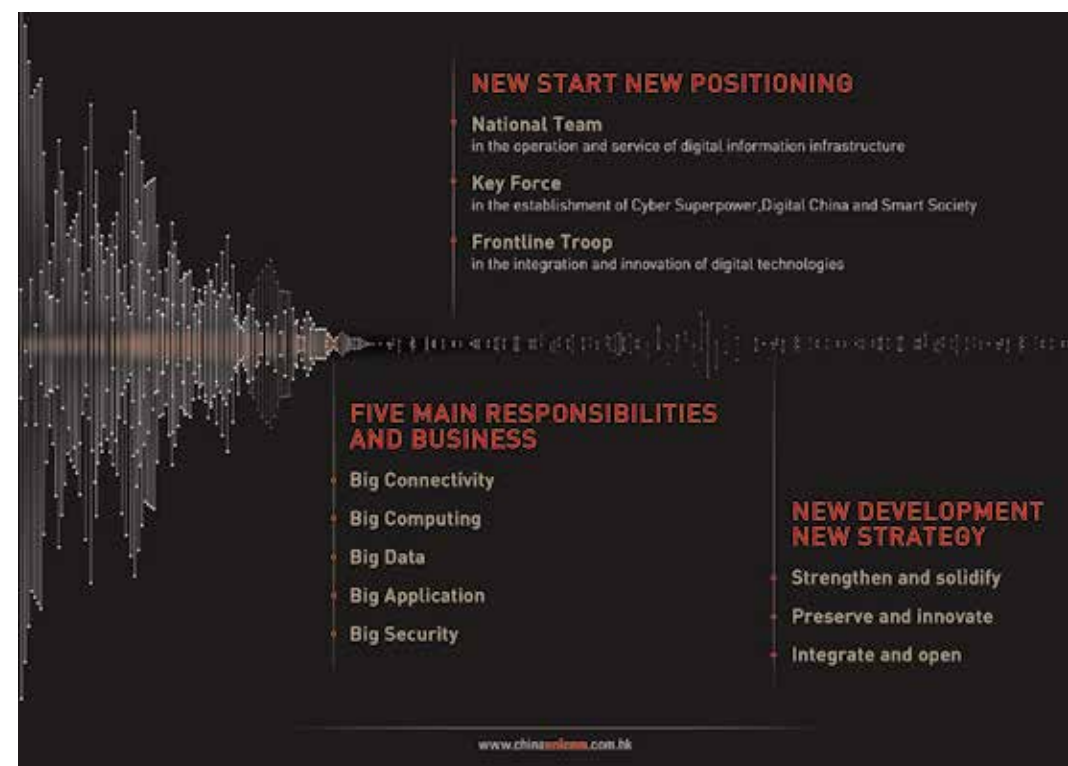 NEW START NEW POSITIONING
National Team
in the operation and service of digital information infrastructure
Key Force
in the establishment of Cyber Superpower,Digital China and Smart Society
Frontline Troop
in the integration and innovation of digital technologies
FIVE MAIN RESPONSIBILITIES
AND BUSINESS
Big Connectivity
Big Computing
Big Data
Big Application
Big Security
NEW DEVELOPMENT
NEW STRATEGY
Strengthen and solidify
Preserve and innovate
Integrate and open
www.chinaunicom.com.hk